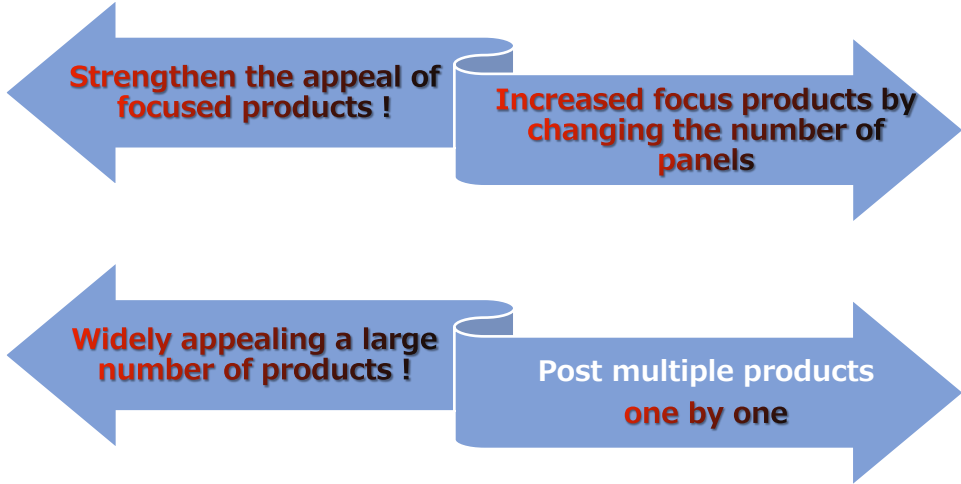 Strengthen the appeal of
focused products !
Increased focus products by
changing the number of
panels
Widely appealing a large
number of products !
Post multiple products
one by one